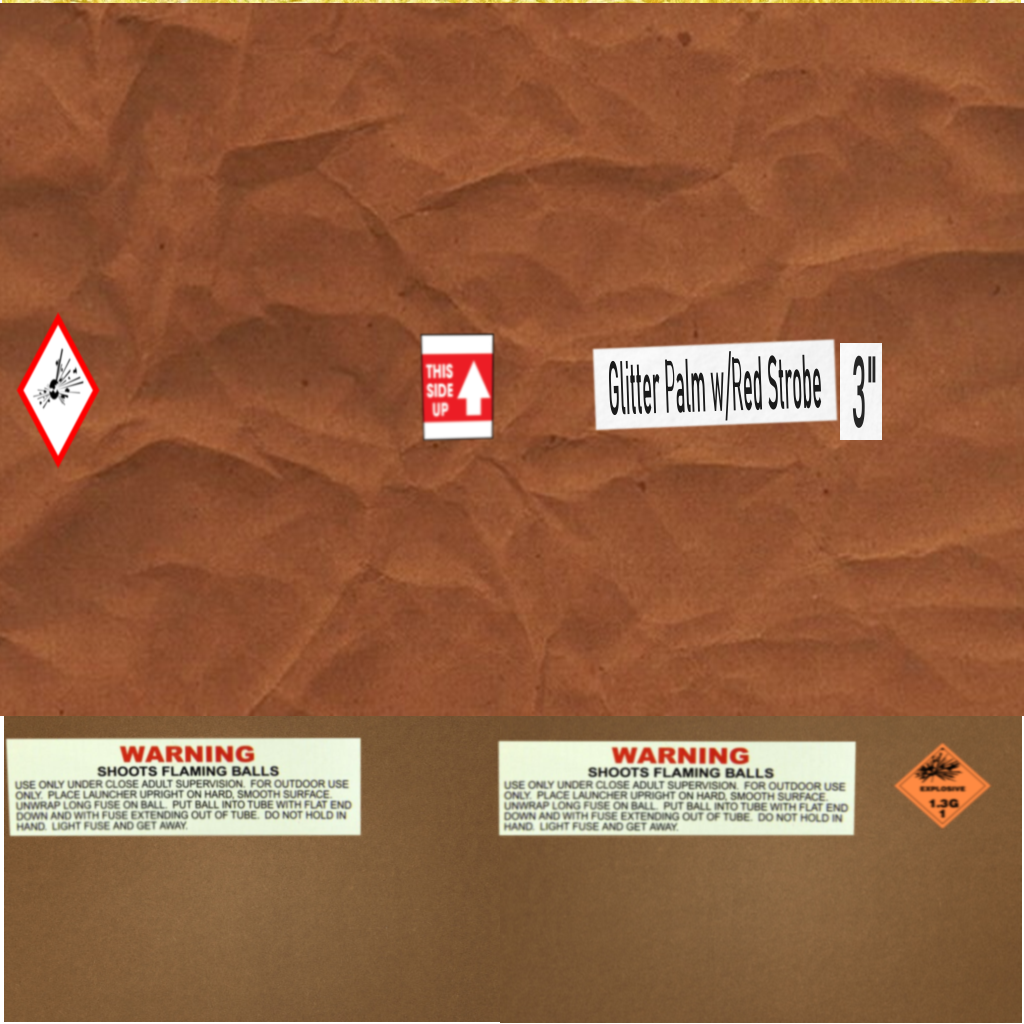 THIS
SIDE
UP
Glitter Palm w/Red Strobe
3"
WARNING
SHOOTS FLAMING BALLS
USE ONLY UNDER CLOSE ADULT SUPERVISION. FOR OUTDOOR USE
ONLY. PLACE LAUNCHER UPRIGHT ON HARD, SMOOTH SURFACE.
UNWRAP LONG FUSE ON BALL. PUT BALL INTO TUBE WITH FLAT END
DOWN AND WITH FUSE EXTENDING OUT OF TUBE. DO NOT HOLD IN
HAND. LIGHT FUSE AND GET AWAY.
WARNING
SHOOTS FLAMING BALLS
USE ONLY UNDER CLOSE ADULT SUPERVISION. FOR OUTDOOR USE
ONLY. PLACE LAUNCHER UPRIGHT ON HARD, SMOOTH SURFACE.
UNWRAP LONG FUSE ON BALL. PUT BALL INTO TUBE WITH FLAT END
DOWN AND WITH FUSE EXTENDING OUT OF TUBE. DO NOT HOLD IN
HAND. LIGHT FUSE AND GET AWAY.
EXPLOSIVE
1.3G
1